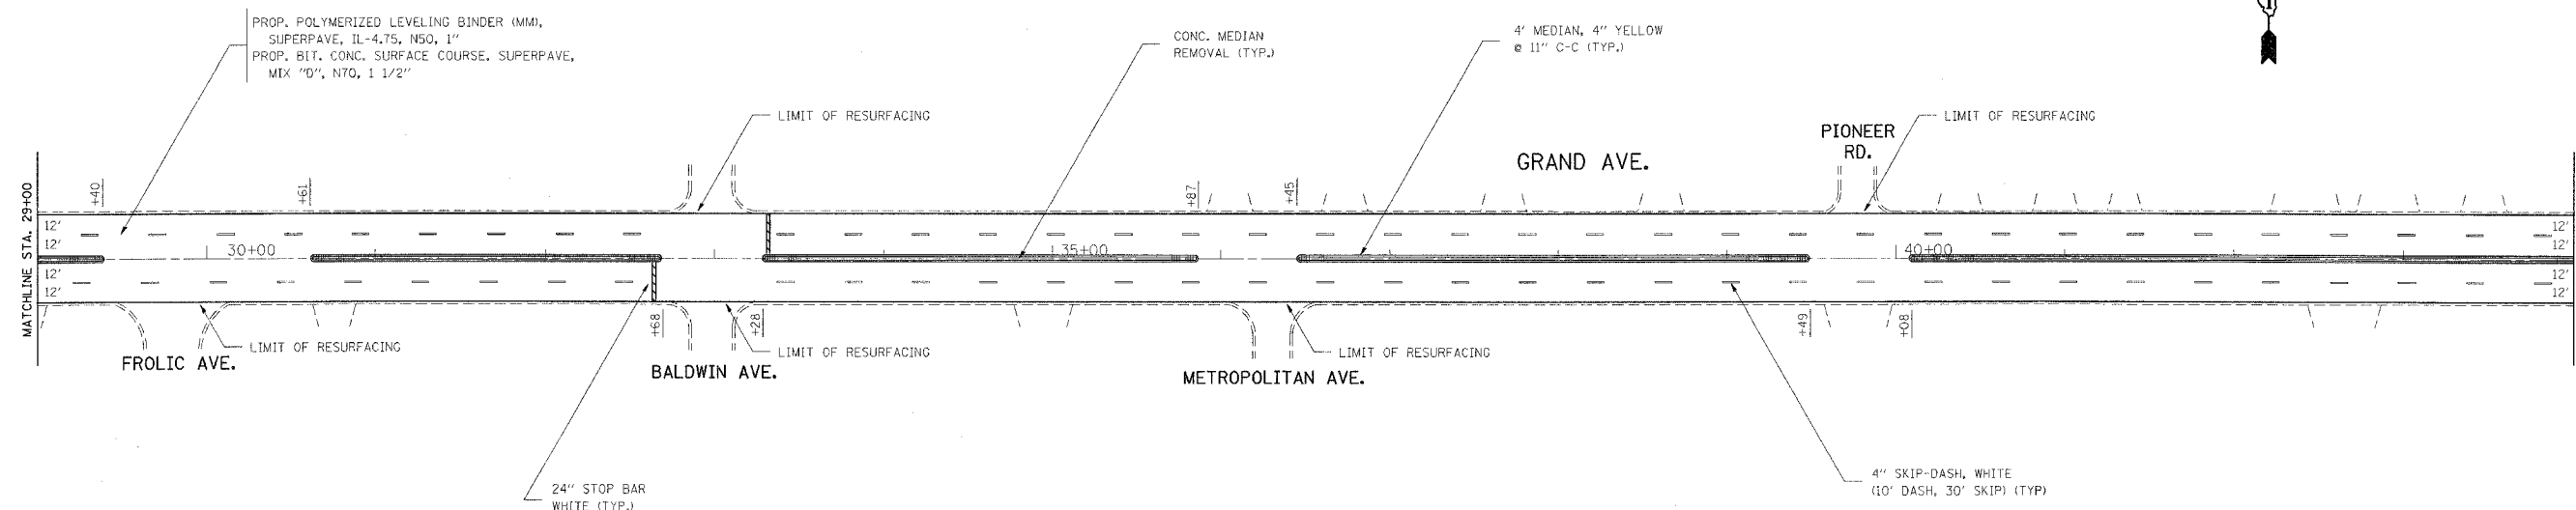 PROP. POLYMERIZED LEVELING BINDER (MM),
SUPERPAVE, IL-4.75, N50, 1"
PROP. BIT. CONC. SURFACE COURSE, SUPERPAVE,
MIX "D", N70, 1 1/2"
CONC. MEDIAN
REMOVAL (TYP.)
4' MEDIAN, 4" YELLOW
@ 11" C-C (TYP.)
LIMIT OF RESURFACING
LIMIT OF RESURFACING
PIONEER
RD.
GRAND AVE.
MATCHLINE STA. 29+00
+40
+61
+87
+45
12'
12'
12'
12'
30+00
35+00
40+00
12'
12'
12'
12'
+68
+28
+49
+08
LIMIT OF RESURFACING
LIMIT OF RESURFACING
LIMIT OF RESURFACING
FROLIC AVE.
BALDWIN AVE.
METROPOLITAN AVE.
24" STOP BAR
WHITE (TYP.)
4" SKIP-DASH, WHITE
(10' DASH, 30' SKIP) (TYP)